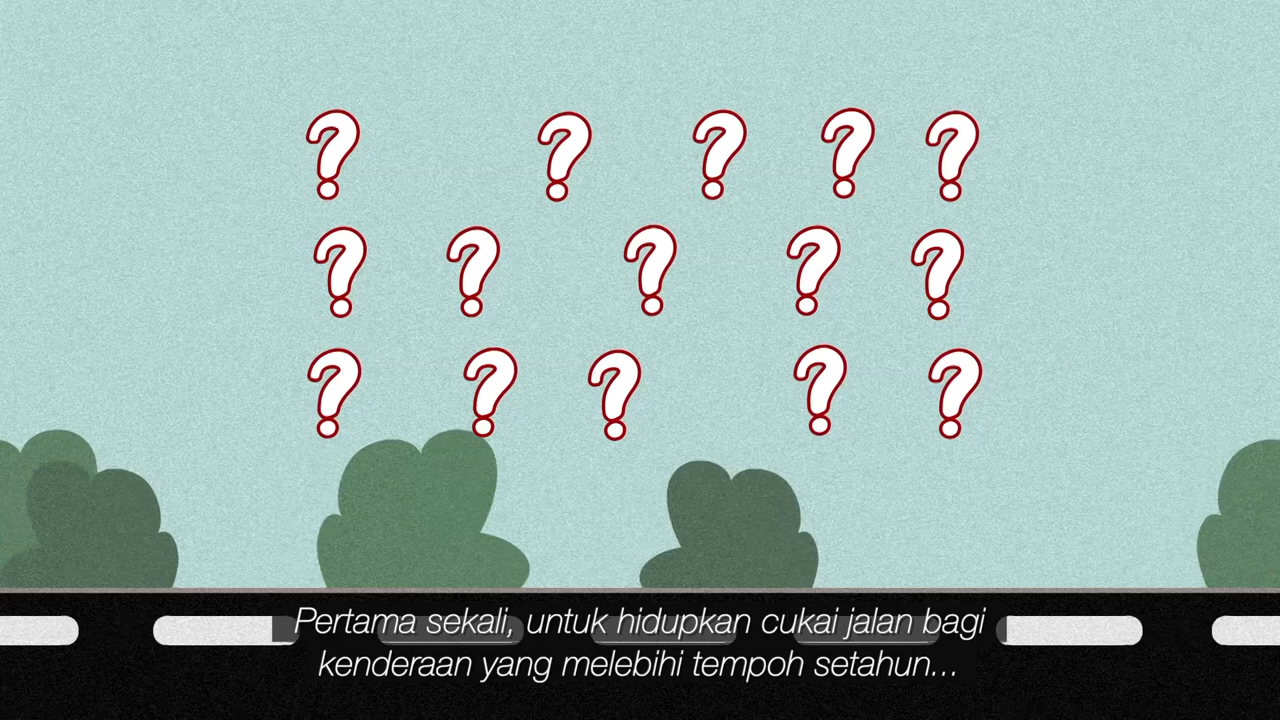 ? ? ? ? ?
? ? ? ? ?
? ? ? ? ?
Pertama sekali, untuk hidupkan cukai jalan bagi
kenderaan yang melebihi tempoh setahun...